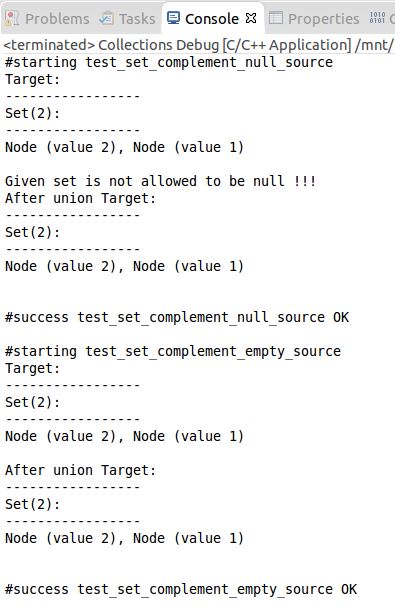 Problems Tasks Console Properties
<terminated> Collections Debug [C/C++ Application] /mnt/
#starting test_set_complement_null_source
Target:
-----------------
Set(2):
-----------------
Node (value 2), Node (value 1)
Given set is not allowed to be null !!!
After union Target:
-----------------
Set(2):
-----------------
Node (value 2), Node (value 1)
#success test_set_complement_null_source OK
#starting test_set_complement_empty_source
Target:
-----------------
Set(2):
-----------------
Node (value 2), Node (value 1)
After union Target:
-----------------
Set(2):
-----------------
Node (value 2), Node (value 1)
#success test_set_complement_empty_source OK